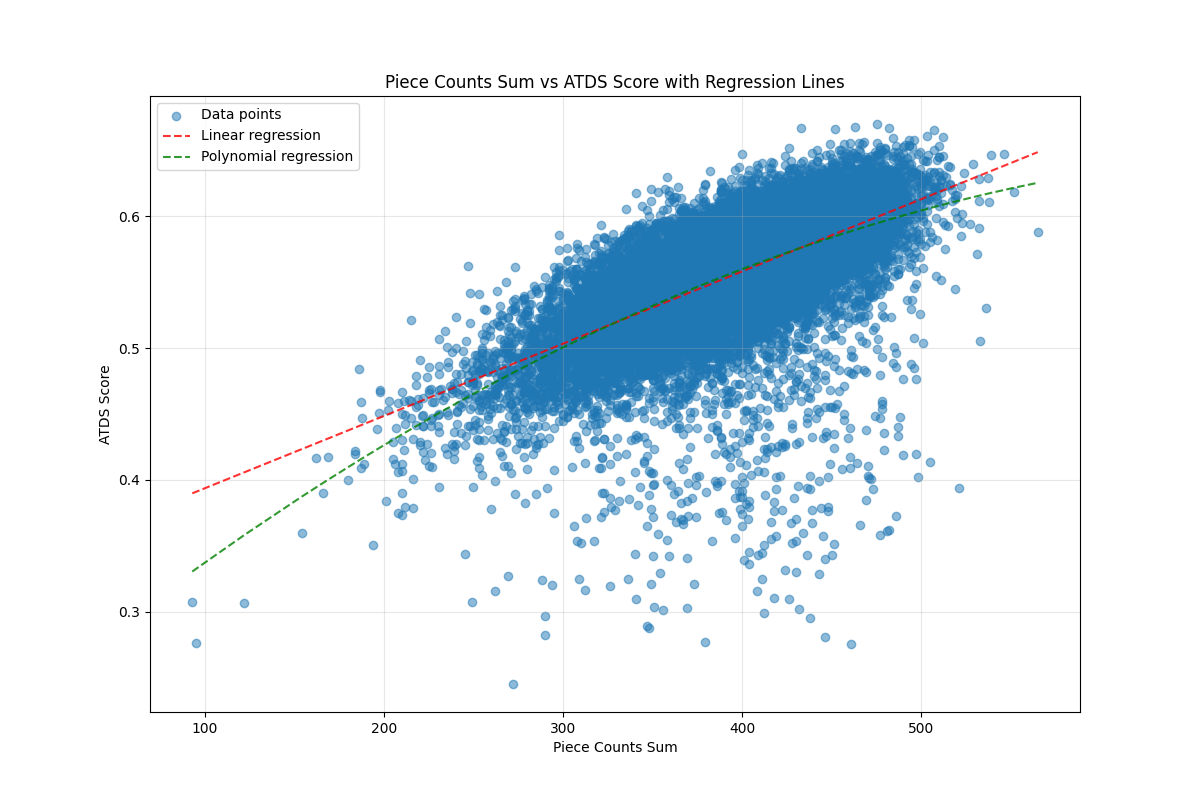 Piece Counts Sum vs ATDS Score with Regression Lines
Data points
Linear regression
Polynomial regression
ATDS Score
0.6
0.5
0.4
0.3
100 200 300 400 500
Piece Counts Sum